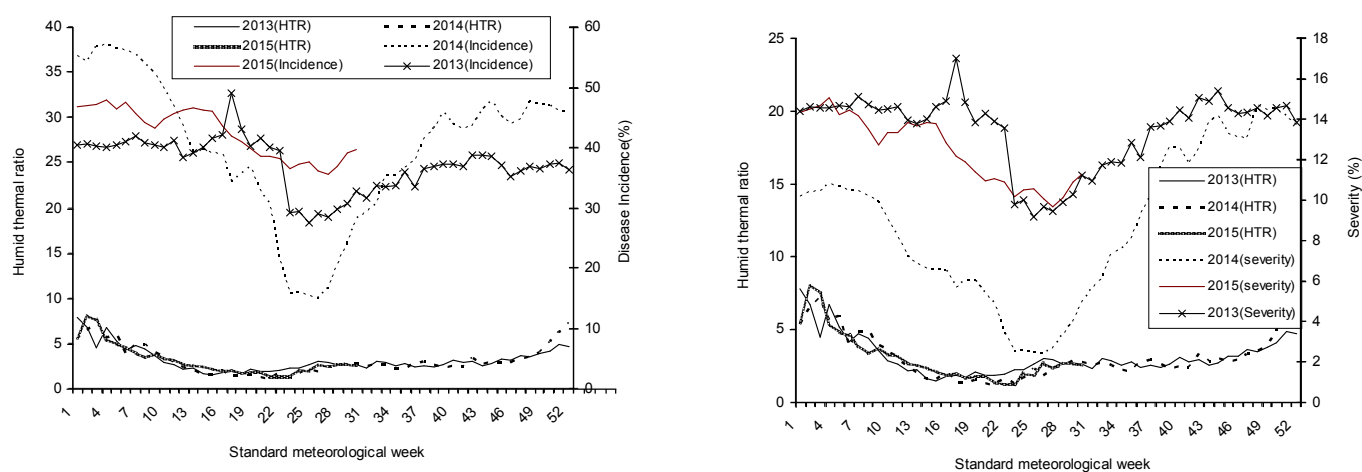 2013(HTR) 2014(HTR)
2015(HTR) 2014(Incidence)
2015(Incidence) 2013(Incidence)
40
35
30
25
20
15
10
5
0
Humid thermal ratio
60
50
40
30
20
10
0
Disease Incidence(%)
1 4 7 10 13 16 19 22 25 28 31 34 37 40 43 46 49 52
Standard meteorological week
25
20
15
10
5
0
Humid thermal ratio
18
16
14
12
10
8
6
4
2
0
Severity (%)
2013(HTR)
2014(HTR)
2015(HTR)
2014(severity)
2015(severity)
2013(Severity)
1 4 7 10 13 16 19 22 25 28 31 34 37 40 43 46 49 52
Standard meteorological week